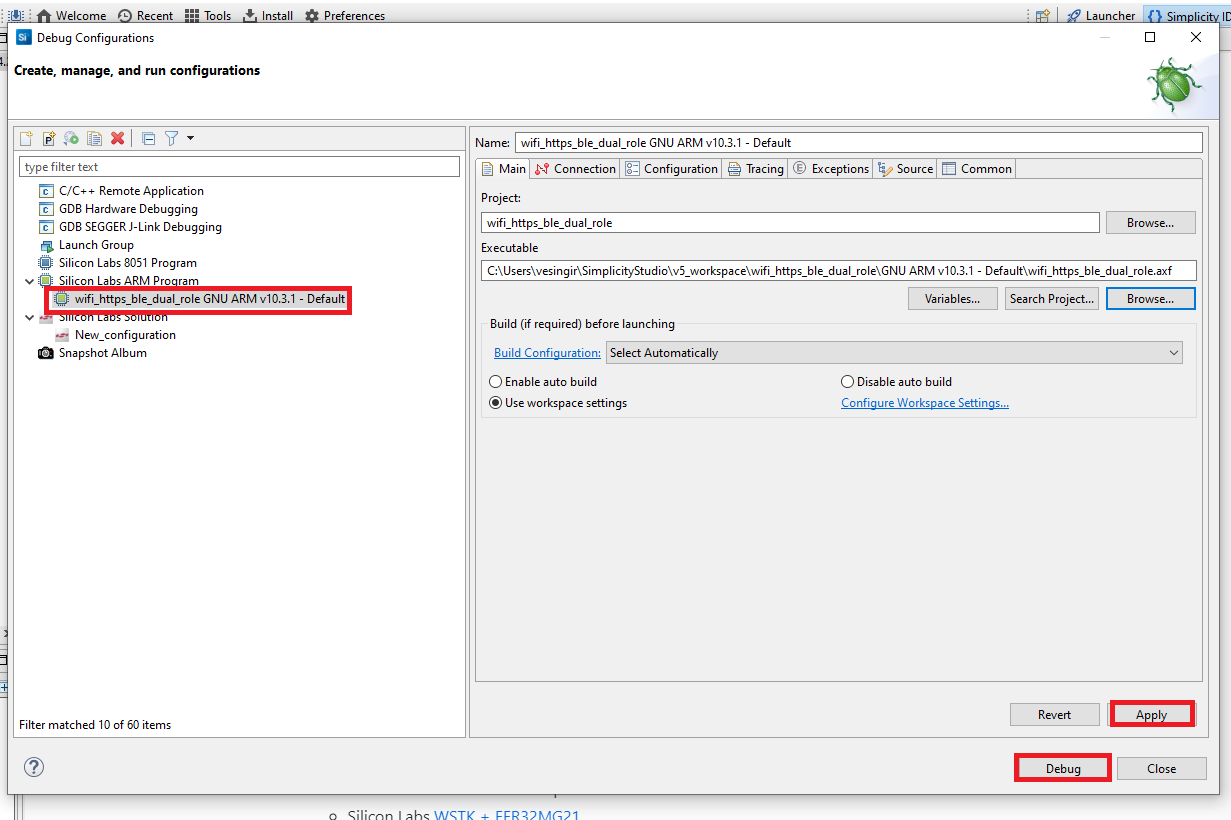 Welcome Recent Tools Install Preferences Launcher Simplicity
Si Debug Configurations
Create, manage, and run configurations
type filter text
C/C++ Remote Application
GDB Hardware Debugging
GDB SEGGER J-Link Debugging
Launch Group
Silicon Labs 8051 Program
Silicon Labs ARM Program
wifi_https_ble_dual_role GNU ARM v10.3.1 - Default
Silicon Labs Solution
New_configuration
Snapshot Album
Filter matched 10 of 60 items
Name: wifi_https_ble_dual_role GNU ARM v10.3.1 - Default
Main Connection Configuration Tracing Exceptions Source Common
Project:
wifi_https_ble_dual_role Browse...
Executable
C:\Users\vesingir\SimplicityStudio\v5_workspace\wifi_https_ble_dual_role\GNU ARM v10.3.1 - Default\wifi_https_ble_dual_role.axf
Variables... Search Project... Browse...
Build (if required) before launching
Build Configuration: Select Automatically
Enable auto build Disable auto build
Use workspace settings Configure Workspace Settings...
Revert Apply
Debug Close
Silicon Labs WSTK + EFR32MG21